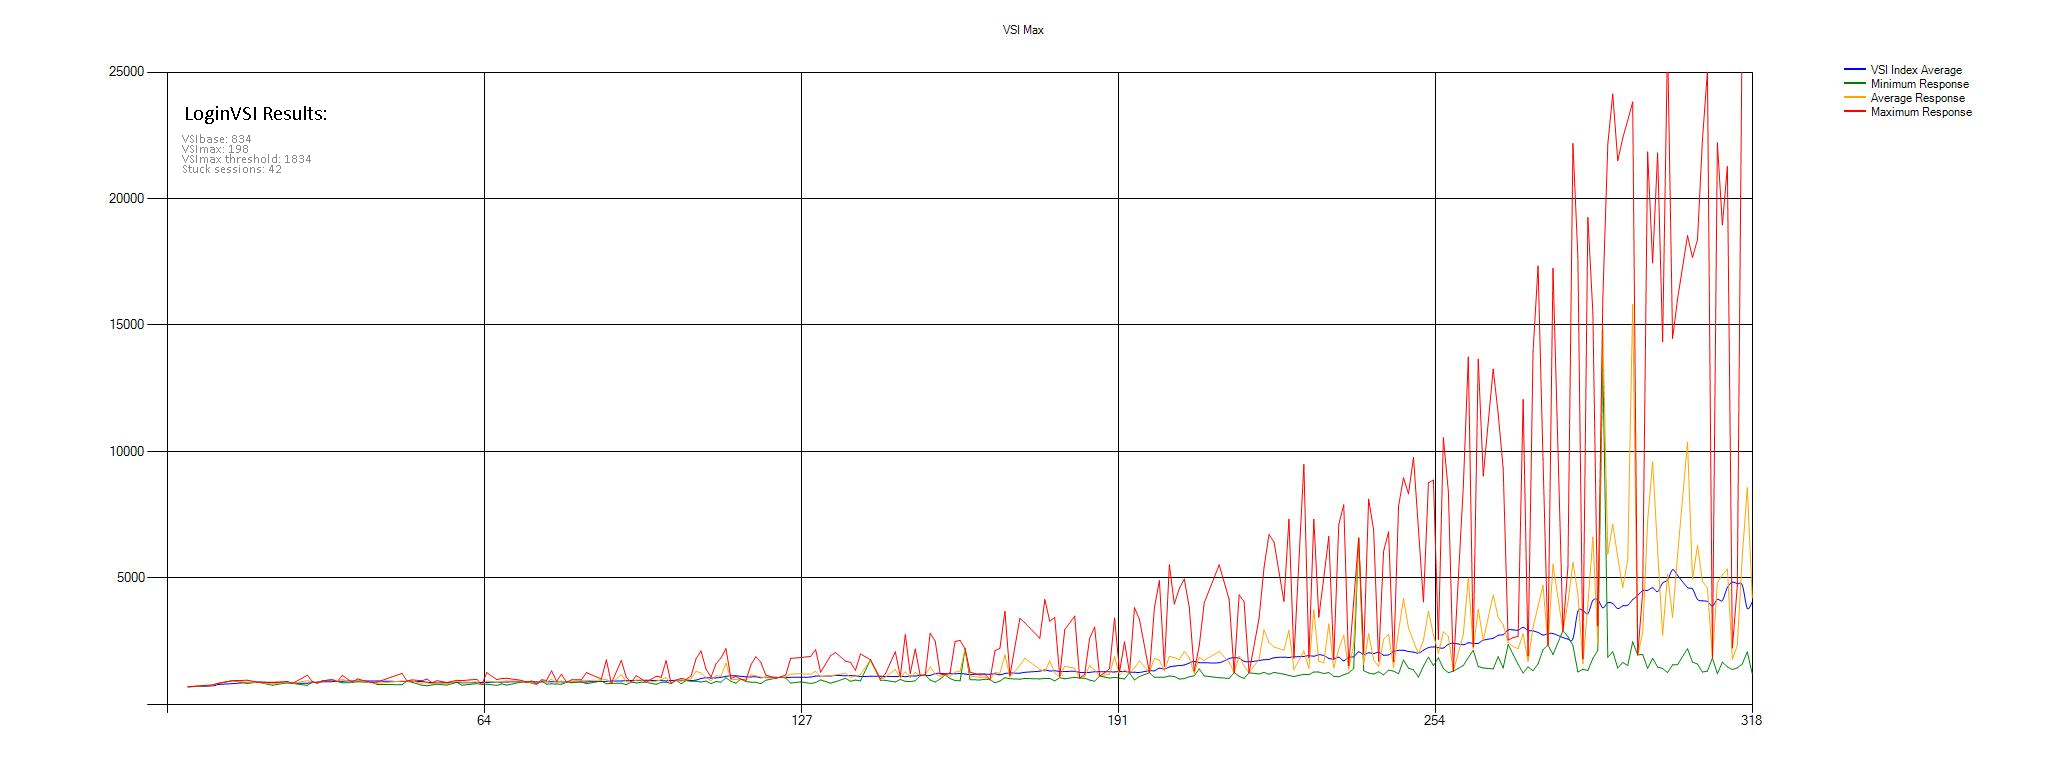 VSI Max
25000
20000
15000
10000
5000
LoginVSI Results:
VSIbase: 834
VSImax: 198
VSImax threshold: 1834
Stuck sessions: 42
64
127
191
254
318
VSI Index Average
Minimum Response
Average Response
Maximum Response